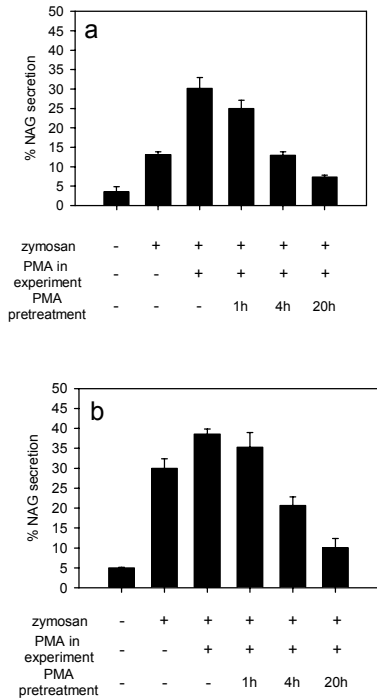 a
50
45
40
35
30
25
20
15
10
5
0
% NAG secretion
zymosan - + + + + +
PMA in
experiment - - + + + +
PMA
pretreatment - - - 1h 4h 20h
b
50
45
40
35
30
25
20
15
10
5
0
% NAG secretion
zymosan - + + + + +
PMA in
experiment - - + + + +
PMA
pretreatment - - - 1h 4h 20h